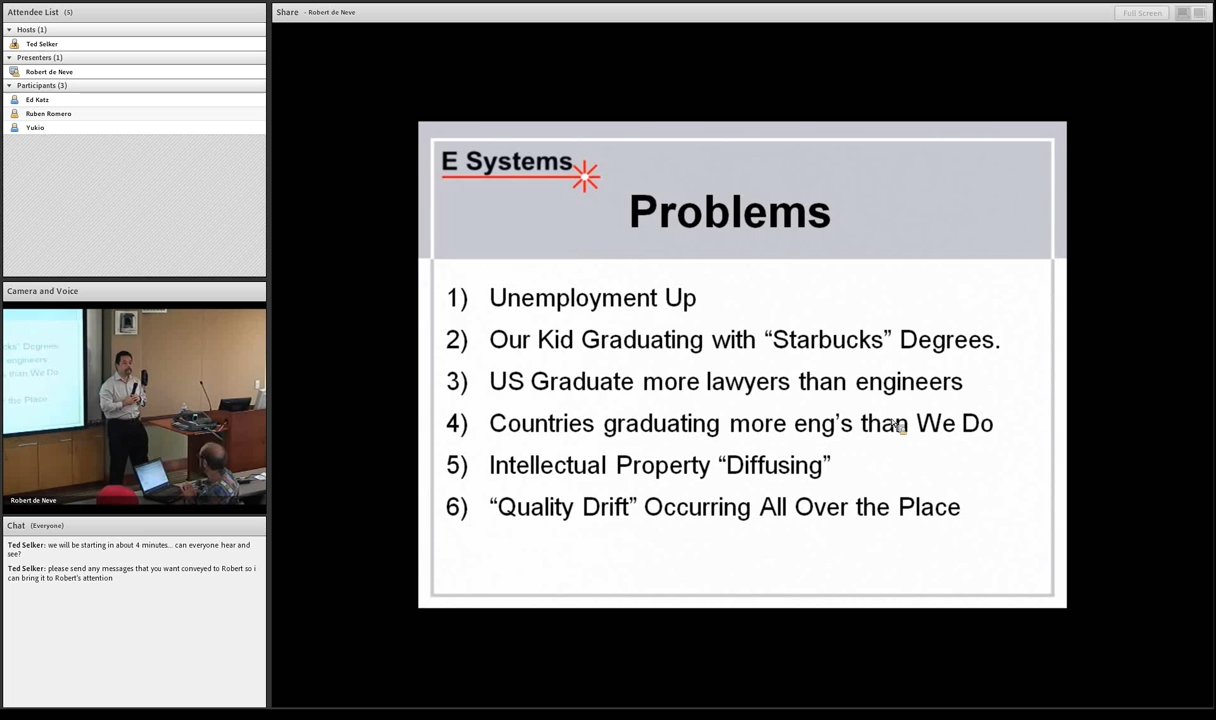 Attendee List (5)
Hosts (1)
Ted Selker
Presenters (1)
Robert de Neve
Participants (3)
Ed Katz
Ruben Romero
Yukio
Camera and Voice
Robert de Neve
Chat (Everyone)
Ted Selker: we will be starting in about 4 minutes... can everyone hear and
see?
Ted Selker: please send any messages that you want conveyed to Robert so i
can bring it to Robert's attention
Share - Robert de Neve
Full Screen
E Systems
Problems
1) Unemployment Up
2) Our Kid Graduating with “Starbucks” Degrees.
3) US Graduate more lawyers than engineers
4) Countries graduating more eng’s than We Do
5) Intellectual Property “Diffusing”
6) “Quality Drift” Occurring All Over the Place